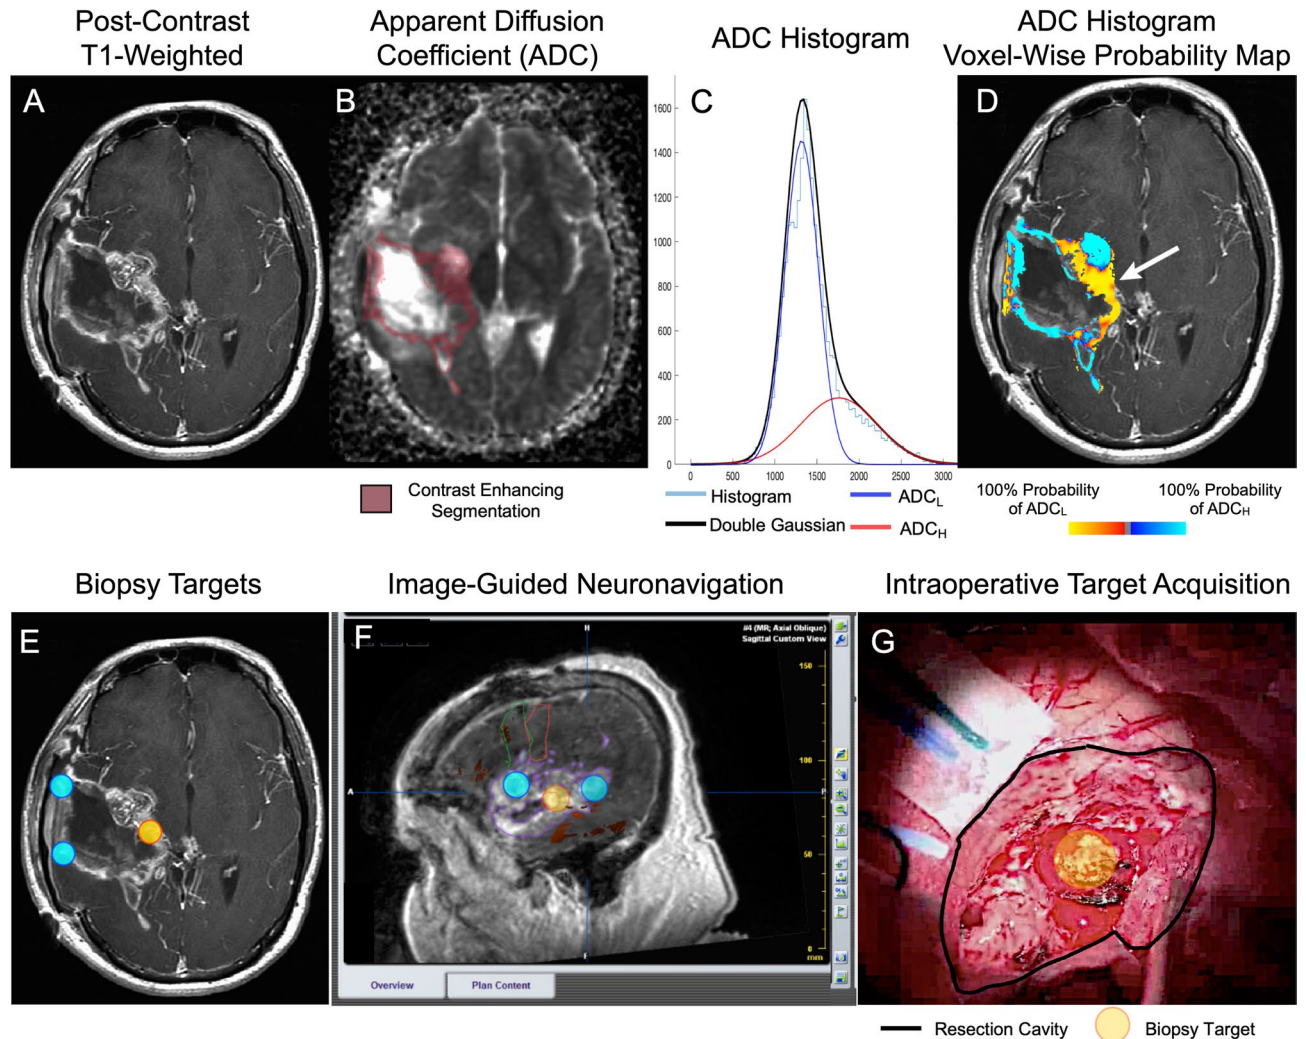 Post-Contrast
T1-Weighted
Apparent Diffusion
Coefficient (ADC)
ADC Histogram
ADC Histogram
Voxel-Wise Probability Map
A
B
C
D
1600
1400
1200
1000
800
600
400
200
0
0 500 1000 1500 2000 2500 3000
Contrast Enhancing
Segmentation
Histogram
ADCL
Double Gaussian
ADCH
100% Probability
of ADCL
100% Probability
of ADCH
Biopsy Targets
Image-Guided Neuronavigation
Intraoperative Target Acquisition
E
F
#4 (MR; Axial Oblique)
Sagittal Custom View
H
A
P
F
150
100
50
0
mm
Overview
Plan Content
G
Resection Cavity
Biopsy Target